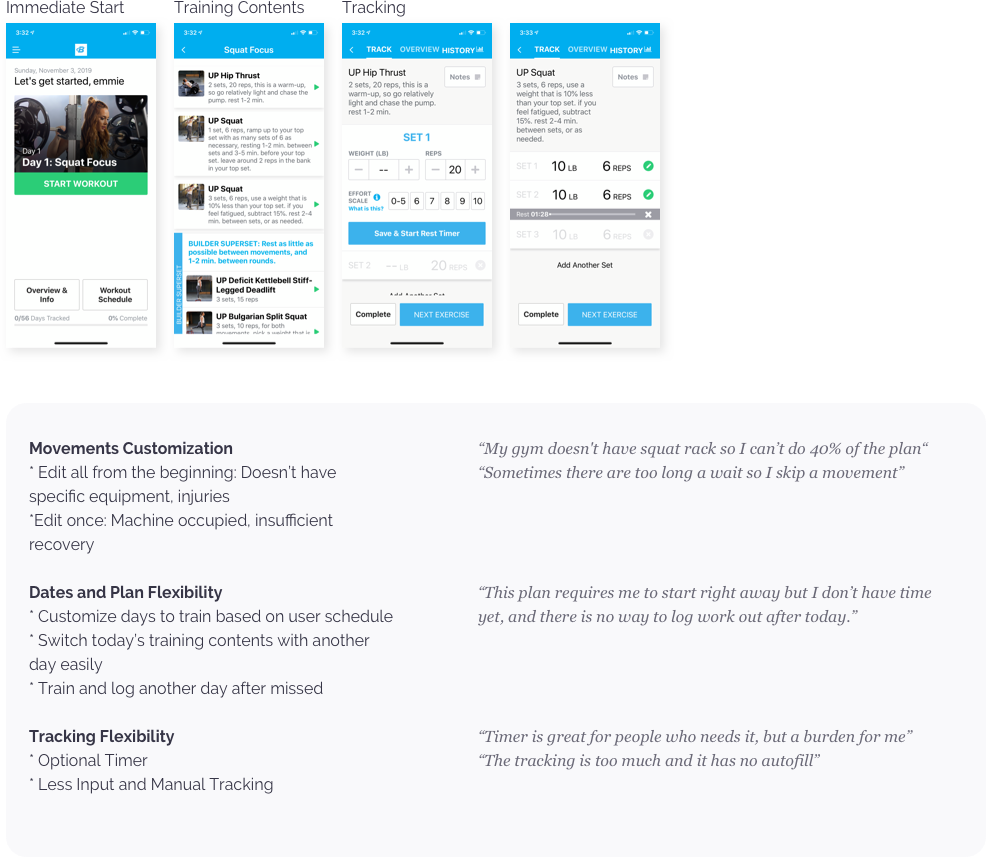 Immediate Start
Training Contents
Tracking
3:32
Sunday, November 3, 2019
Let's get started, emmie
Day 1
Day 1: Squat Focus
START WORKOUT
Overview & Info
Workout Schedule
0/56 Days Tracked
0% Complete
3:32
Squat Focus
UP Hip Thrust
2 sets, 20 reps, this is a warm-up,
so go relatively light and chase the
pump. rest 1-2 min.
UP Squat
1 set, 6 reps, ramp up to your top
set with as many sets of 6 as
necessary, resting 1-2 min. between
sets and 3-5 min. before your top
set. leave around 2 reps in the bank
in your top set.
UP Squat
3 sets, 6 reps, use a weight that is
10% less than your top set. if you
feel fatigued, subtract 15%. rest 2-4
min. between sets, or as needed.
BUILDER SUPERSET
BUILDER SUPERSET: Rest as little as
possible between movements, and
1-2 min. between rounds.
UP Deficit Kettlebell Stiff-
Legged Deadlift
3 sets, 15 reps
UP Bulgarian Split Squat
3 sets, 10 reps, for both
movements, pick a weight that is
3:32
TRACK
OVERVIEW
HISTORY
UP Hip Thrust
2 sets, 20 reps, this is a
warm-up, so go relatively
light and chase the pump.
rest 1-2 min.
Notes
SET 1
WEIGHT (LB)
REPS
− -- +
− 20 +
EFFORT
SCALE
What is this?
0-5 6 7 8 9 10
Save & Start Rest Timer
SET 2 -- LB 20 REPS
Add Another Set
Complete
NEXT EXERCISE
3:33
TRACK
OVERVIEW
HISTORY
UP Squat
3 sets, 6 reps, use a
weight that is 10% less
than your top set. if you
feel fatigued, subtract
15%. rest 2-4 min.
between sets, or as
needed.
Notes
SET 1 10 LB 6 REPS
SET 2 10 LB 6 REPS
Rest 01:28
SET 3 10 LB 6 REPS
Add Another Set
Complete
NEXT EXERCISE
Movements Customization
* Edit all from the beginning: Doesn’t have
specific equipment, injuries
*Edit once: Machine occupied, insufficient
recovery
“My gym doesn't have squat rack so I can’t do 40% of the plan“
“Sometimes there are too long a wait so I skip a movement”
Dates and Plan Flexibility
* Customize days to train based on user schedule
* Switch today’s training contents with another
day easily
* Train and log another day after missed
“This plan requires me to start right away but I don’t have time
yet, and there is no way to log work out after today.”
Tracking Flexibility
* Optional Timer
* Less Input and Manual Tracking
“Timer is great for people who needs it, but a burden for me”
“The tracking is too much and it has no autofill”